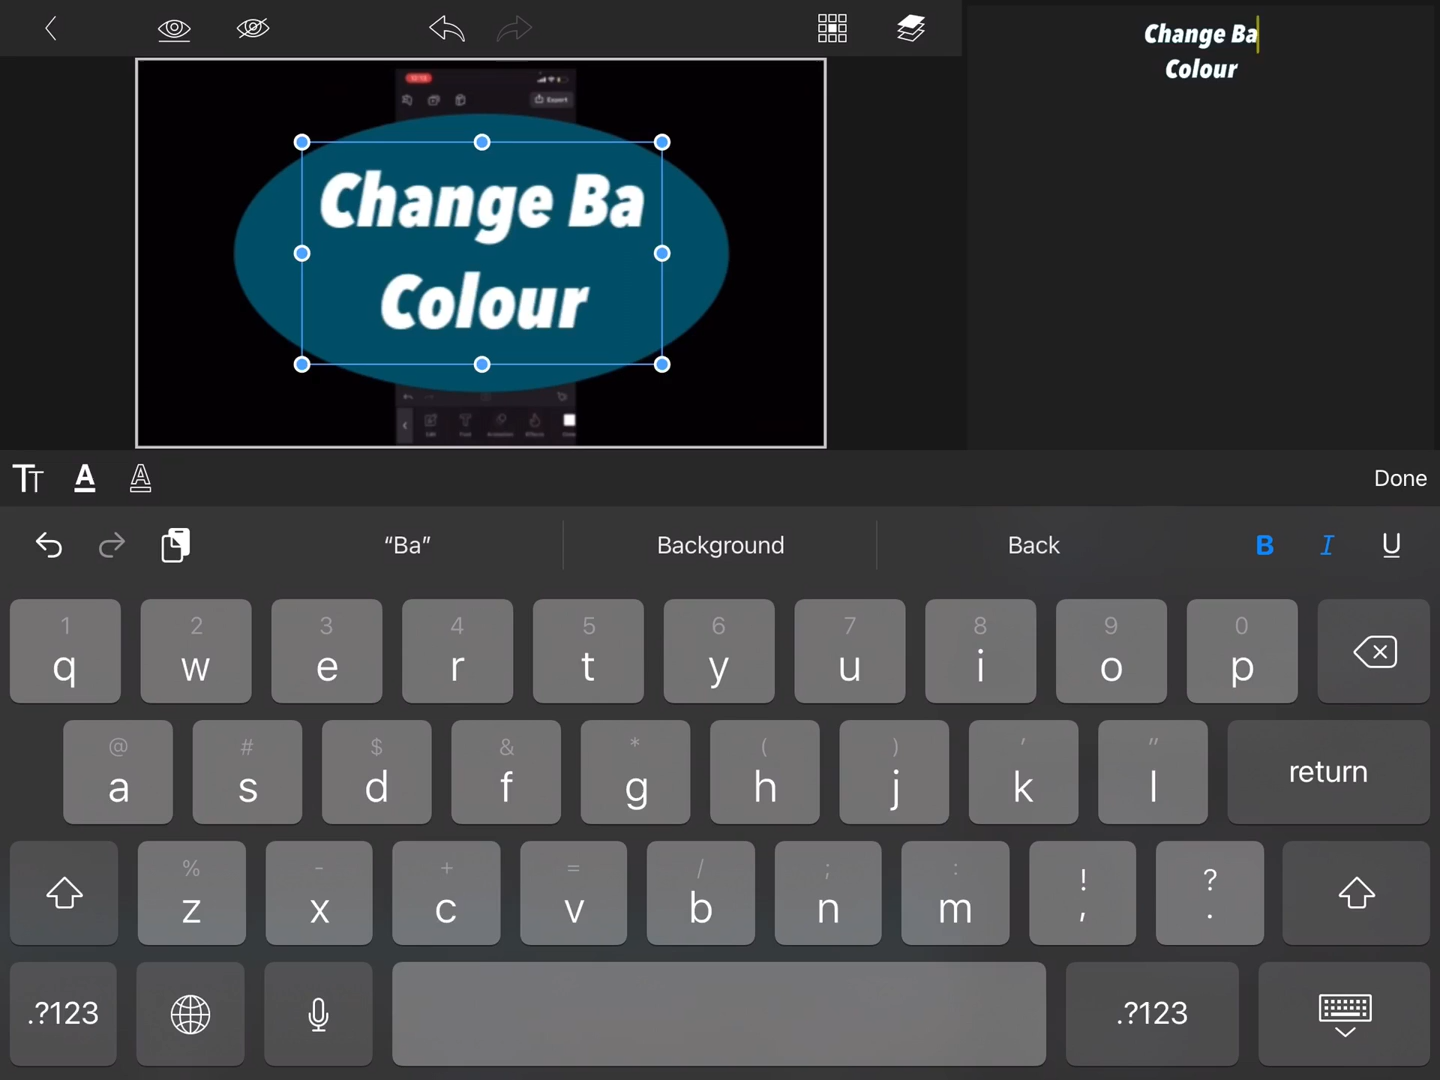 Change Ba
Colour
Export
Change Ba
Colour
Done
“Ba” Background Back B I U
1 2 3 4 5 6 7 8 9 0
q w e r t y u i o p
@ # $ & * ( ) ' "
a s d f g h j k l return
% - + = / ; : ! ?
z x c v b n m , .
.?123 .?123